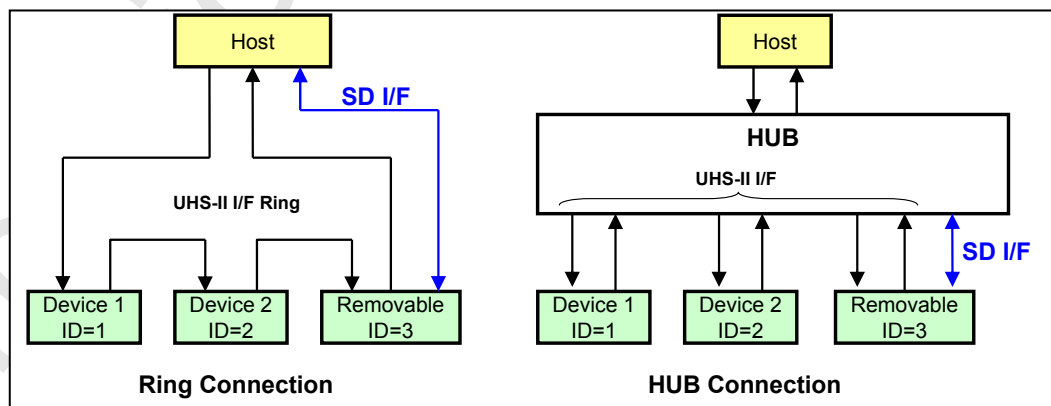 Host
SD I/F
UHS-II I/F Ring
Device 1
ID=1
Device 2
ID=2
Removable
ID=3
Ring Connection
Host
HUB
UHS-II I/F
SD I/F
Device 1
ID=1
Device 2
ID=2
Removable
ID=3
HUB Connection